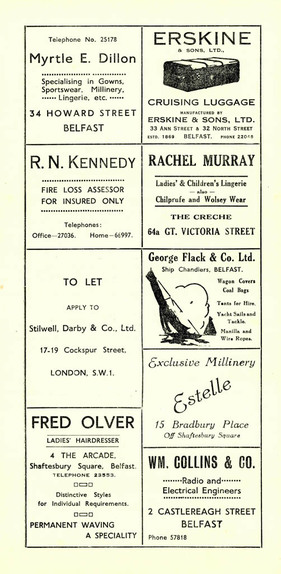 Telephone No. 25178
Myrtle E. Dillon
Specialising in Gowns,
Sportswear, Millinery,
Lingerie, etc.
34 HOWARD STREET
BELFAST
R. N. KENNEDY
FIRE LOSS ASSESSOR
FOR INSURED ONLY
Telephones:
Office—27036. Home—66997.
TO LET
APPLY TO
Stilwell, Darby & Co., Ltd.
17-19 Cockspur Street,
LONDON, S.W.1.
FRED OLVER
LADIES' HAIRDRESSER
4 THE ARCADE,
Shaftesbury Square, Belfast.
TELEPHONE 23553.
Distinctive Styles
for Individual Requirements.
PERMANENT WAVING
A SPECIALITY
ERSKINE
& SONS, LTD.,
CRUISING LUGGAGE
MANUFACTURED BY
ERSKINE & SONS, LTD.
33 ANN STREET & 32 NORTH STREET
ESTD. 1869 BELFAST. PHONE 22016
RACHEL MURRAY
Ladies' & Children's Lingerie
— also —
Chilprufe and Wolsey Wear
THE CRECHE
64a GT. VICTORIA STREET
George Flack & Co. Ltd.
Ship Chandlers, BELFAST.
Wagon Covers
Coal Bags
Tents for Hire.
Yacht Sails and
Tackle.
Manilla and
Wire Ropes.
Exclusive Millinery
Estelle
15 Bradbury Place
Off Shaftesbury Square
WM. COLLINS & CO.
Radio and
Electrical Engineers
2 CASTLEREAGH STREET
BELFAST
Phone 57818